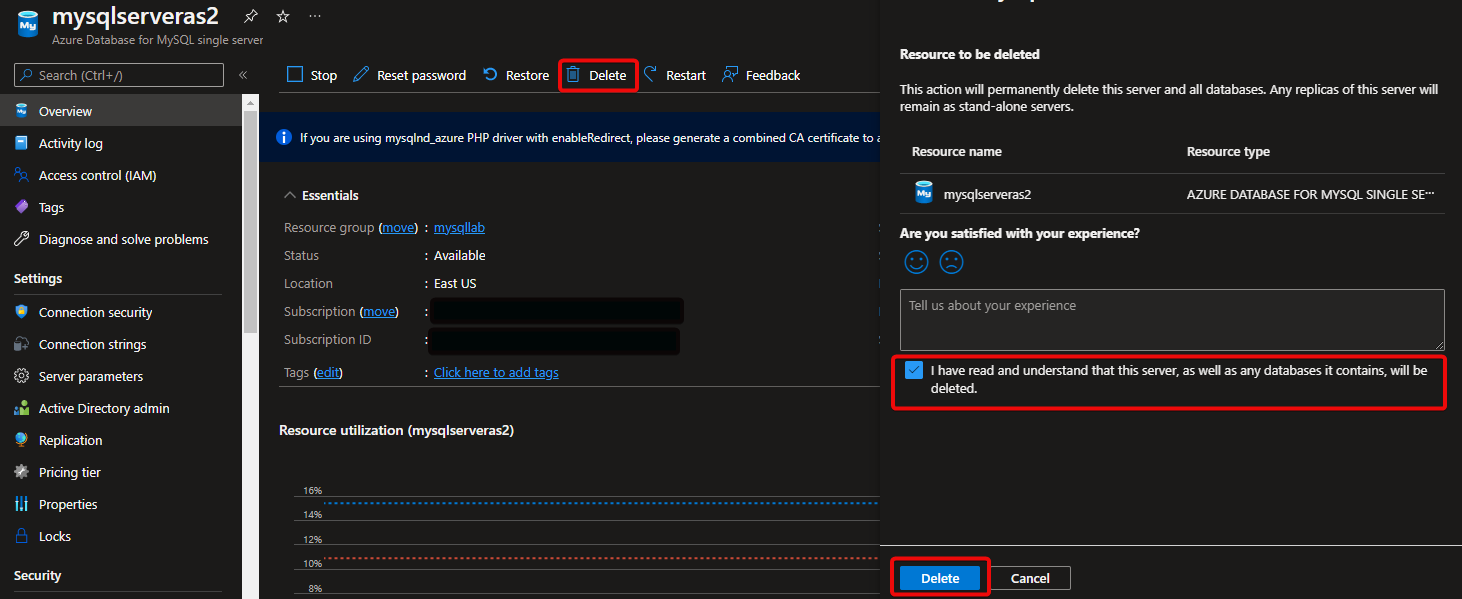 mysqlserveras2
Azure Database for MySQL single server
Search (Ctrl+/)
Overview
Activity log
Access control (IAM)
Tags
Diagnose and solve problems
Settings
Connection security
Connection strings
Server parameters
Active Directory admin
Replication
Pricing tier
Properties
Locks
Security
Stop
Reset password
Restore
Delete
Restart
Feedback
If you are using mysqlnd_azure PHP driver with enableRedirect, please generate a combined CA certificate to a
Essentials
Resource group (move) : mysqllab
Status : Available
Location : East US
Subscription (move) :
Subscription ID :
Tags (edit) : Click here to add tags
Resource utilization (mysqlserveras2)
16%
14%
12%
10%
8%
Resource to be deleted
This action will permanently delete this server and all databases. Any replicas of this server will
remain as stand-alone servers.
Resource name Resource type
My mysqlserveras2 AZURE DATABASE FOR MYSQL SINGLE SE···
Are you satisfied with your experience?
Tell us about your experience
I have read and understand that this server, as well as any databases it contains, will be
deleted.
Delete
Cancel